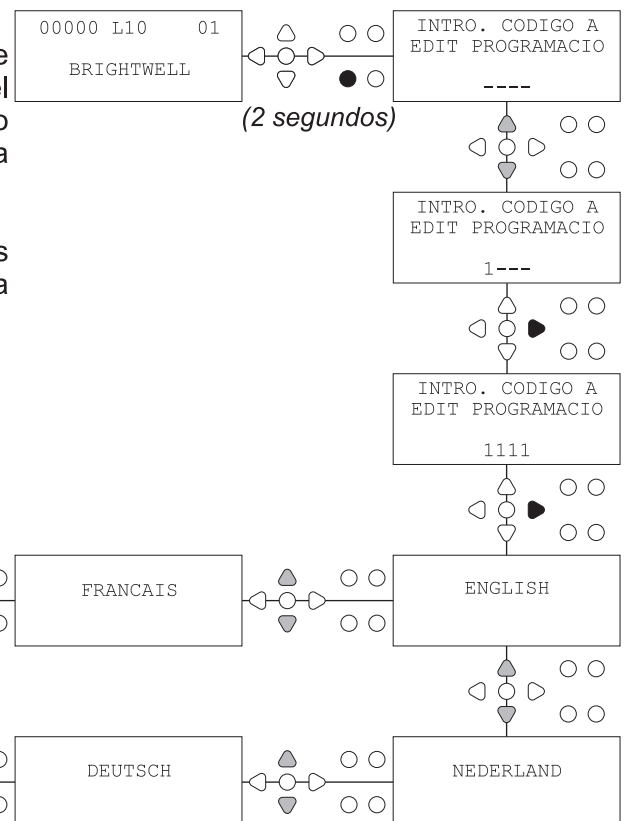 00000 L10 01
BRIGHTWELL
(2 segundos)
INTRO. CODIGO A
EDIT PROGRAMACIO
----
INTRO. CODIGO A
EDIT PROGRAMACIO
1---
INTRO. CODIGO A
EDIT PROGRAMACIO
1111
FRANCAIS
ENGLISH
DEUTSCH
NEDERLAND